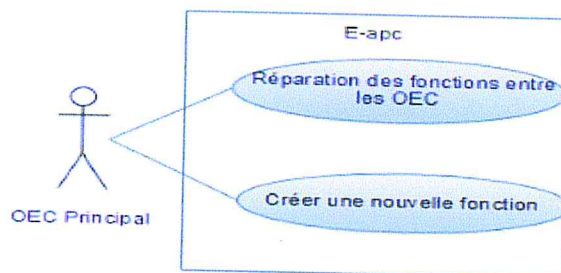 E-apc
Réparation des fonctions entre
les OEC
Créer une nouvelle fonction
OEC Principal